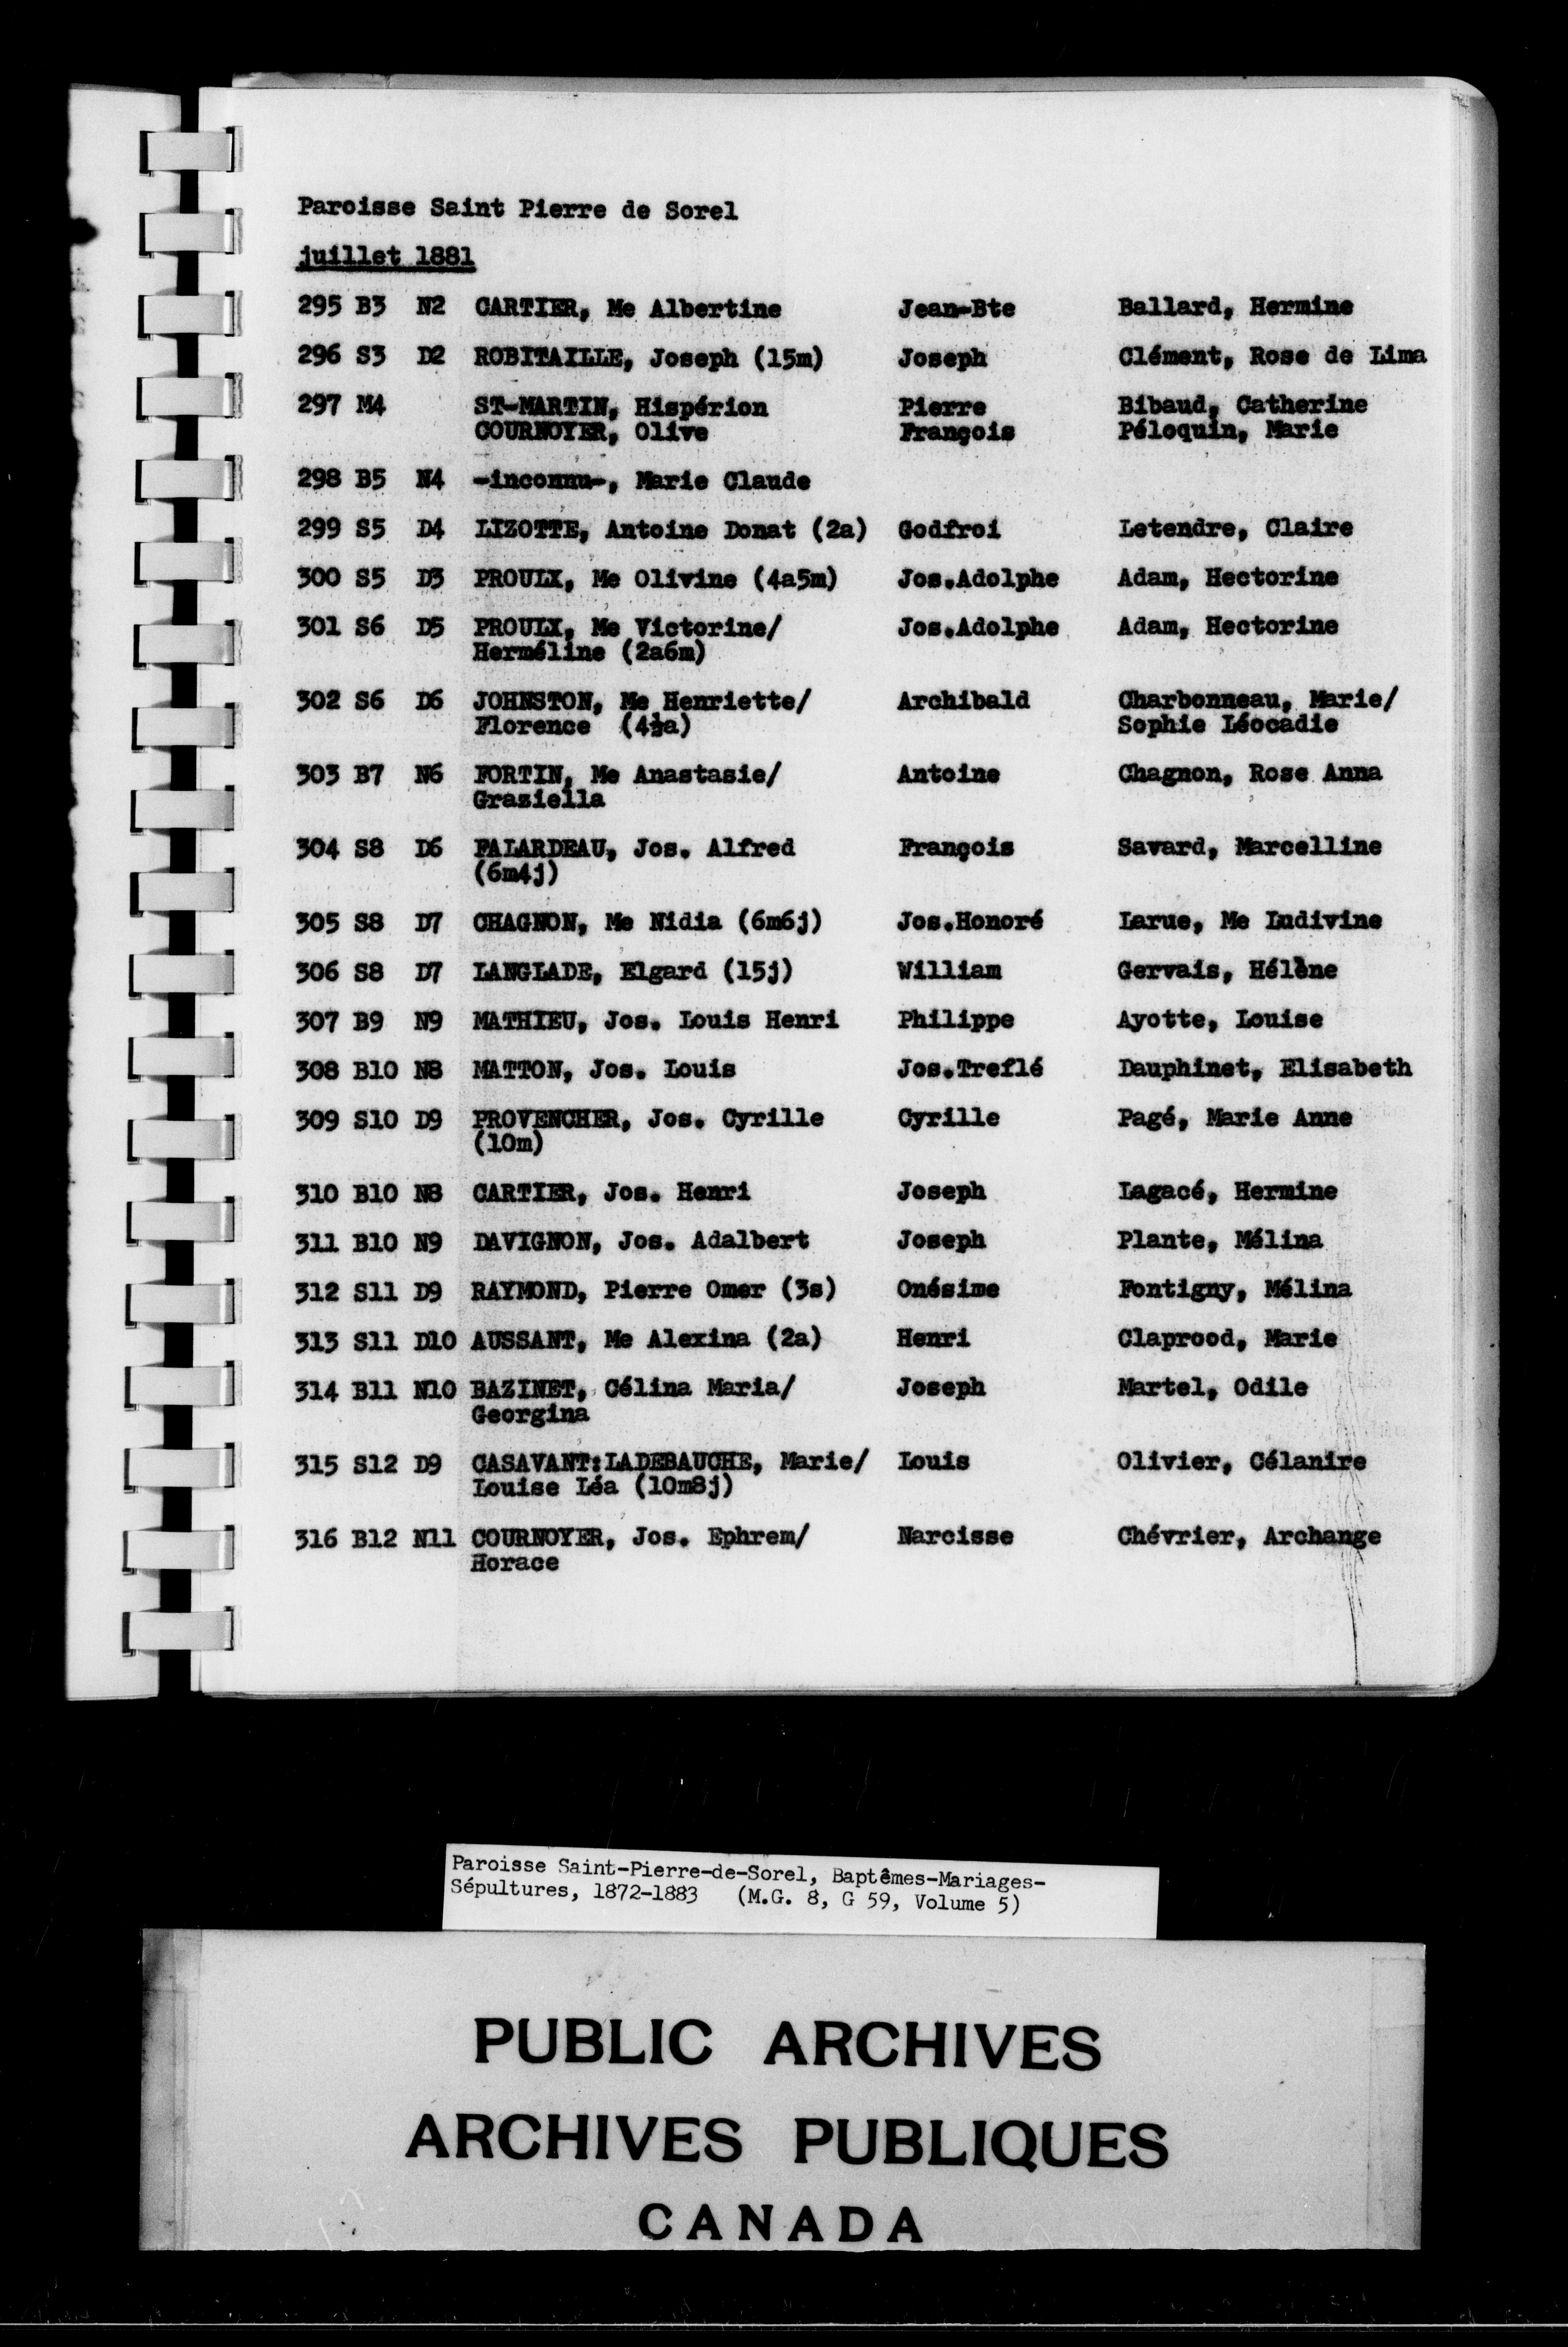 Paroisse Saint Pierre de Sorel
juillet 1881
295 B3 N2 CARTIER, Me Albertine Jean-Bte Ballard, Hermine
296 S3 D2 ROBITAILLE, Joseph (15m) Joseph Clément, Rose de Lima
297 M4 ST-MARTIN, Hispérion Pierre Bibaud, Catherine
COURNOYER, Olive François Péloquin, Marie
298 B5 N4 -inconnu-, Marie Claude
299 S5 D4 LIZOTTE, Antoine Donat (2a) Godfroi Letendre, Claire
300 S5 D3 PROULX, Me Olivine (4a5m) Jos.Adolphe Adam, Hectorine
301 S6 D5 PROULX, Me Victorine/ Jos.Adolphe Adam, Hectorine
Herméline (2a6m)
302 S6 D6 JOHNSTON, Me Henriette/ Archibald Charbonneau, Marie/
Florence (4½a) Sophie Léocadie
303 B7 N6 FORTIN, Me Anastasie/ Antoine Chagnon, Rose Anna
Graziella
304 S8 D6 FALARDEAU, Jos. Alfred François Savard, Marcelline
(6m4j)
305 S8 D7 CHAGNON, Me Nidia (6m6j) Jos.Honoré Larue, Me Ludivine
306 S8 D7 LANGLADE, Elgard (15j) William Gervais, Hélène
307 B9 N9 MATHIEU, Jos. Louis Henri Philippe Ayotte, Louise
308 B10 N8 MATTON, Jos. Louis Jos.Treflé Dauphinet, Elisabeth
309 S10 D9 PROVENCHER, Jos. Cyrille Cyrille Pagé, Marie Anne
(10m)
310 B10 N8 CARTIER, Jos. Henri Joseph Lagacé, Hermine
311 B10 N9 DAVIGNON, Jos. Adalbert Joseph Plante, Mélina
312 S11 D9 RAYMOND, Pierre Omer (3s) Onésime Fontigny, Mélina
313 S11 D10 AUSSANT, Me Alexina (2a) Henri Claprood, Marie
314 B11 N10 BAZINET, Célina Maria/ Joseph Martel, Odile
Georgina
315 S12 D9 CASAVANT:LADEBAUCHE, Marie/ Louis Olivier, Célanire
Louise Léa (10m8j)
316 B12 N11 COURNOYER, Jos. Ephrem/ Narcisse Chévrier, Archange
Horace
Paroisse Saint-Pierre-de-Sorel, Baptêmes-Mariages-
Sépultures, 1872-1883 (M.G. 8, G 59, Volume 5)
PUBLIC ARCHIVES
ARCHIVES PUBLIQUES
CANADA